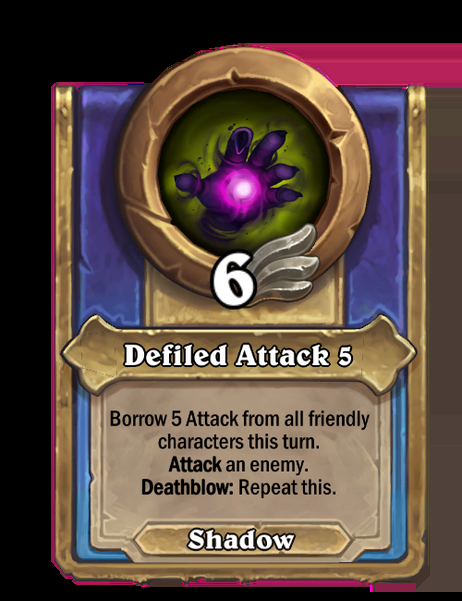 6
Defiled Attack 5
Borrow 5 Attack from all friendly
characters this turn.
Attack an enemy.
Deathblow: Repeat this.
Shadow